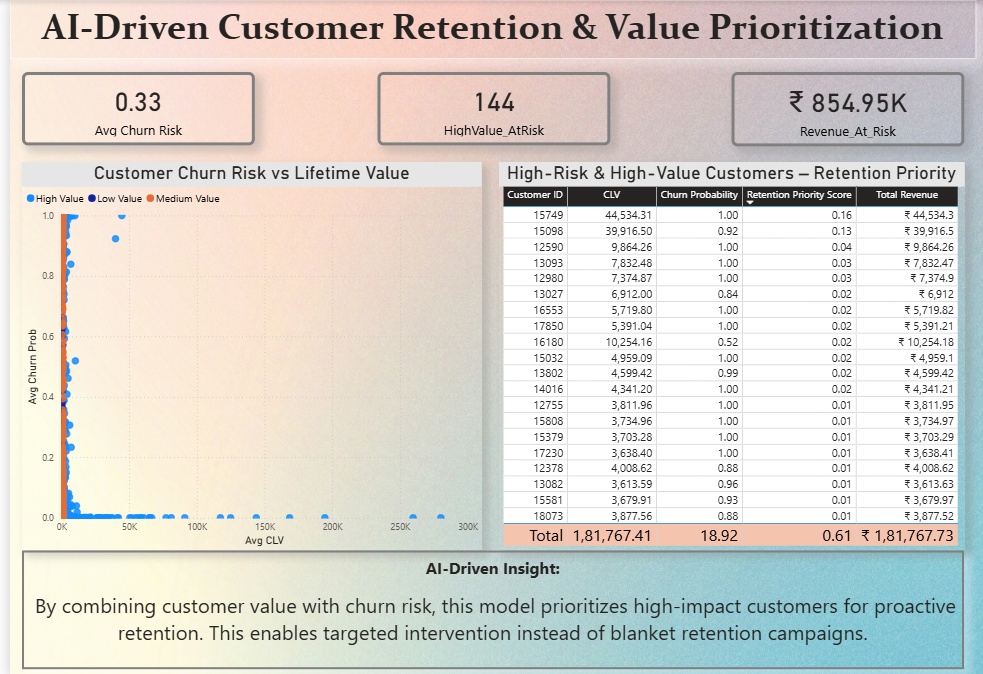 AI-Driven Customer Retention & Value Prioritization
0.33
Avg Churn Risk
144
HighValue_AtRisk
₹ 854.95K
Revenue_At_Risk
Customer Churn Risk vs Lifetime Value
High Value Low Value Medium Value
Avg Churn Prob
1.0
0.8
0.6
0.4
0.2
0.0
0K 50K 100K 150K 200K 250K 300K
Avg CLV
High-Risk & High-Value Customers – Retention Priority
Customer ID CLV Churn Probability Retention Priority Score Total Revenue
15749 44,534.31 1.00 0.16 ₹ 44,534.3
15098 39,916.50 0.92 0.13 ₹ 39,916.5
12590 9,864.26 1.00 0.04 ₹ 9,864.26
13093 7,832.48 1.00 0.03 ₹ 7,832.47
12980 7,374.87 1.00 0.03 ₹ 7,374.9
13027 6,912.00 0.84 0.02 ₹ 6,912
16553 5,719.80 1.00 0.02 ₹ 5,719.82
17850 5,391.04 1.00 0.02 ₹ 5,391.21
16180 10,254.16 0.52 0.02 ₹ 10,254.18
15032 4,959.09 1.00 0.02 ₹ 4,959.1
13802 4,599.42 0.99 0.02 ₹ 4,599.42
14016 4,341.20 1.00 0.02 ₹ 4,341.21
12755 3,811.96 1.00 0.01 ₹ 3,811.95
15808 3,734.96 1.00 0.01 ₹ 3,734.97
15379 3,703.28 1.00 0.01 ₹ 3,703.29
17230 3,638.40 1.00 0.01 ₹ 3,638.41
12378 4,008.62 0.88 0.01 ₹ 4,008.62
13082 3,613.59 0.96 0.01 ₹ 3,613.63
15581 3,679.91 0.93 0.01 ₹ 3,679.97
18073 3,877.56 0.88 0.01 ₹ 3,877.52
Total 1,81,767.41 18.92 0.61 ₹ 1,81,767.73
AI-Driven Insight:
By combining customer value with churn risk, this model prioritizes high-impact customers for proactive
retention. This enables targeted intervention instead of blanket retention campaigns.